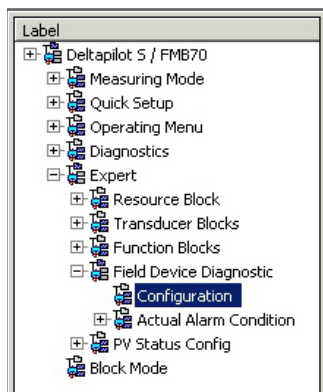 Label
Deltapilot S / FMB70
Measuring Mode
Quick Setup
Operating Menu
Diagnostics
Expert
Resource Block
Transducer Blocks
Function Blocks
Field Device Diagnostic
Configuration
Actual Alarm Condition
PV Status Config
Block Mode